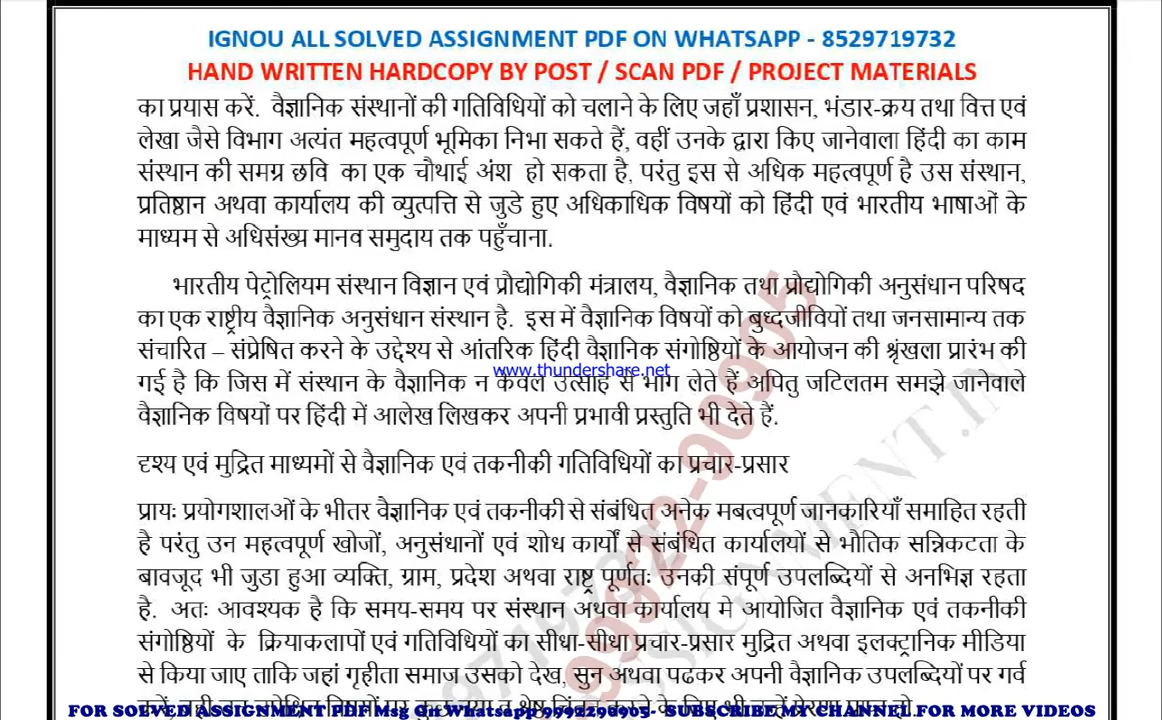 IGNOU ALL SOLVED ASSIGNMENT PDF ON WHATSAPP - 8529719732
HAND WRITTEN HARDCOPY BY POST / SCAN PDF / PROJECT MATERIALS
का प्रयास करें. वैज्ञानिक संस्थानों की गतिविधियों को चलाने के लिए जहाँ प्रशासन, भंडार-क्रय तथा वित्त एवं
लेखा जैसे विभाग अत्यंत महत्वपूर्ण भूमिका निभा सकते हैं, वहीं उनके द्वारा किए जानेवाला हिंदी का काम
संस्थान की समग्र छवि का एक चौथाई अंश हो सकता है, परंतु इस से अधिक महत्वपूर्ण है उस संस्थान,
प्रतिष्ठान अथवा कार्यालय की व्युत्पत्ति से जुडे हुए अधिकाधिक विषयों को हिंदी एवं भारतीय भाषाओं के
माध्यम से अधिसंख्य मानव समुदाय तक पहुँचाना.
भारतीय पेट्रोलियम संस्थान विज्ञान एवं प्रौद्योगिकी मंत्रालय, वैज्ञानिक तथा प्रौद्योगिकी अनुसंधान परिषद
का एक राष्ट्रीय वैज्ञानिक अनुसंधान संस्थान है. इस में वैज्ञानिक विषयों को बुध्दजीवियों तथा जनसामान्य तक
संचारित – संप्रेषित करने के उद्देश्य से आंतरिक हिंदी वैज्ञानिक संगोष्ठियों के आयोजन की श्रृंखला प्रारंभ की
www.thundershare.net
गई है कि जिस में संस्थान के वैज्ञानिक न केवल उत्साह से भाग लेते हैं अपितु जटिलतम समझे जानेवाले
वैज्ञानिक विषयों पर हिंदी में आलेख लिखकर अपनी प्रभावी प्रस्तुति भी देते हैं.
दृश्य एवं मुद्रित माध्यमों से वैज्ञानिक एवं तकनीकी गतिविधियों का प्रचार-प्रसार
प्रायः प्रयोगशालओं के भीतर वैज्ञानिक एवं तकनीकी से संबंधित अनेक मबत्वपूर्ण जानकारियाँ समाहित रहती
है परंतु उन महत्वपूर्ण खोजों, अनुसंधानों एवं शोध कार्यों से संबंधित कार्यालयों से भौतिक सन्निकटता के
बावजूद भी जुडा हुआ व्यक्ति, ग्राम, प्रदेश अथवा राष्ट्र पूर्णतः उनकी संपूर्ण उपलब्दियों से अनभिज्ञ रहता
है. अतः आवश्यक है कि समय-समय पर संस्थान अथवा कार्यालय मे आयोजित वैज्ञानिक एवं तकनीकी
संगोष्ठियों के क्रियाकलापों एवं गतिविधियों का सीधा-सीधा प्रचार-प्रसार मुद्रित अथवा इलक्ट्रानिक मीडिया
से किया जाए ताकि जहां गृहीता समाज उसको देख, सुन अथवा पढकर अपनी वैज्ञानिक उपलब्दियों पर गर्व
FOR SOLVED ASSIGNMENT PDF Msg On Whatsapp 9992290905- SUBSCRIBE MY CHANNEL FOR MORE VIDEOS